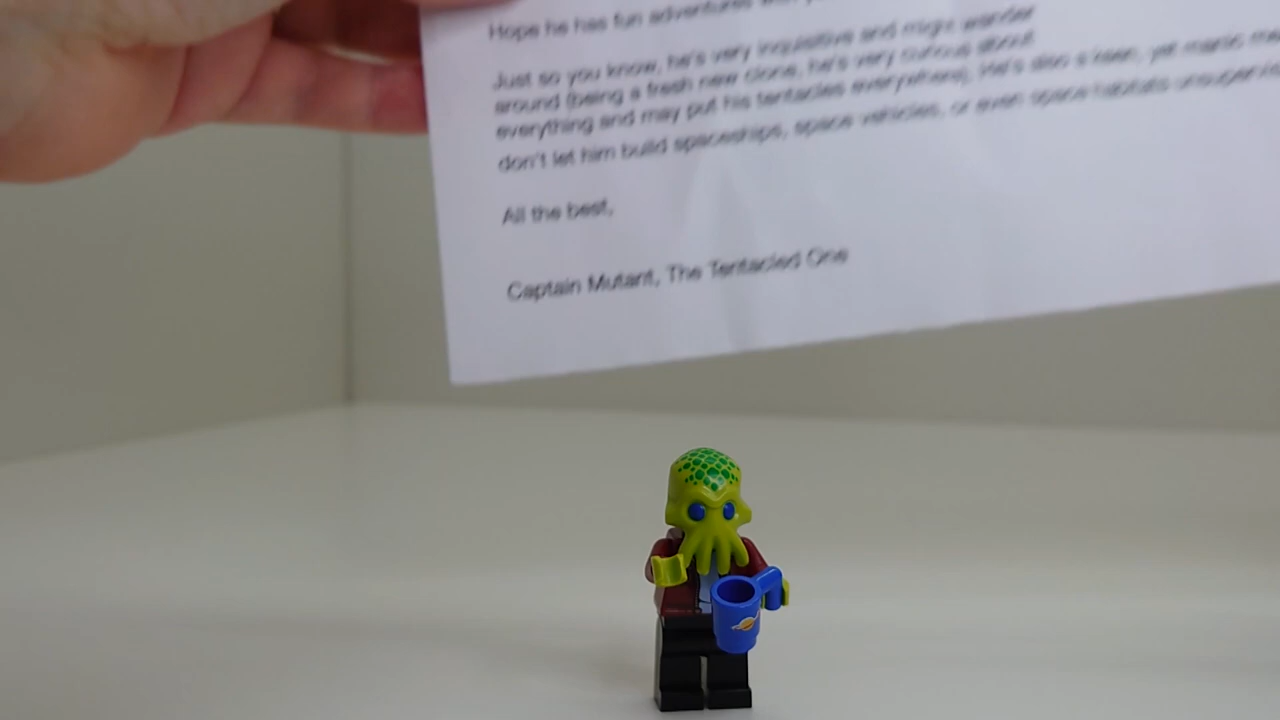 Hope he has fun adventures with
Just so you know, he's very inquisitive and might wander
around (being a fresh new clone, he's very curious about
everything and may put his tentacles everywhere). He's also a keen, yet manic
don't let him build spaceships, space vehicles, or even space habitats
All the best,
Captain Mutant, The Tentacled One